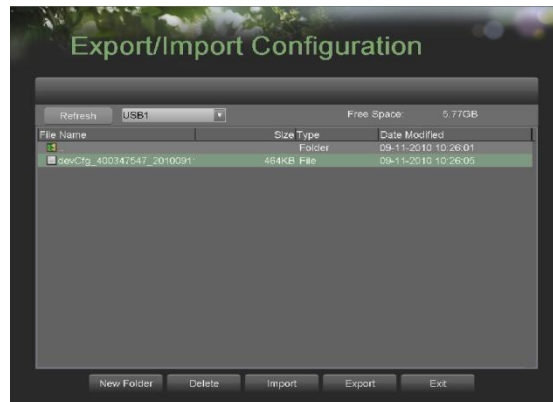 Export/Import Configuration
Refresh USB1 Free Space: 5.77GB
File Name Size Type Date Modified
.. Folder 09-11-2010 10:26:01
devCfg_400347547_2010091 464KB File 09-11-2010 10:26:05
New Folder Delete Import Export Exit